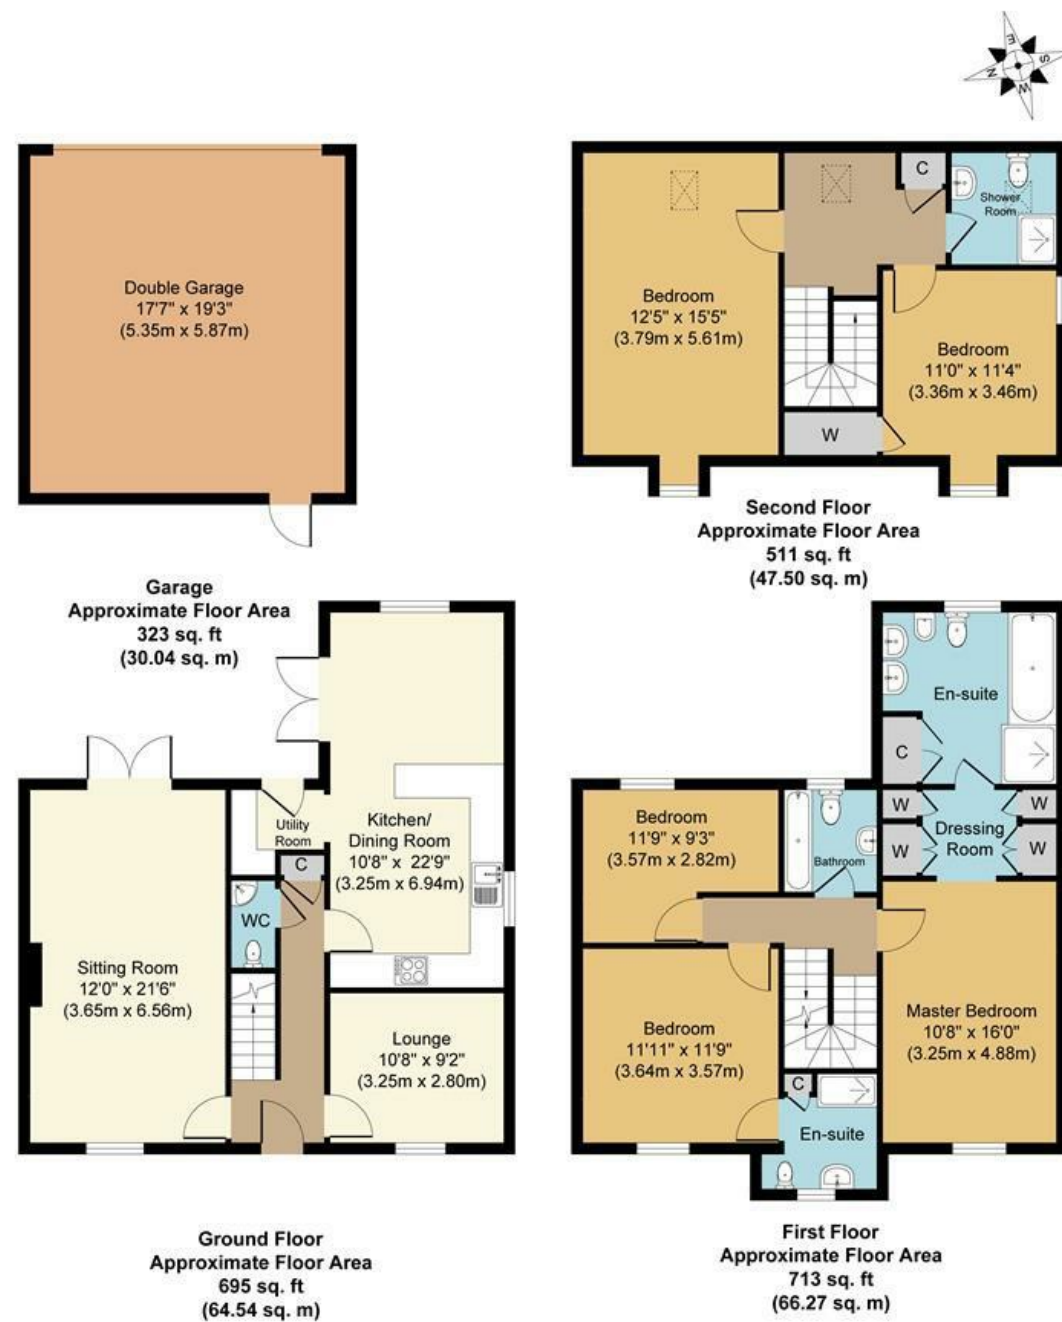 E
S
N
W
Double Garage
17'7" x 19'3"
(5.35m x 5.87m)
Garage
Approximate Floor Area
323 sq. ft
(30.04 sq. m)
C
Shower
Room
Bedroom
12'5" x 15'5"
(3.79m x 5.61m)
Bedroom
11'0" x 11'4"
(3.36m x 3.46m)
W
Second Floor
Approximate Floor Area
511 sq. ft
(47.50 sq. m)
Utility
Room
Kitchen/
Dining Room
10'8" x 22'9"
(3.25m x 6.94m)
C
WC
Sitting Room
12'0" x 21'6"
(3.65m x 6.56m)
Lounge
10'8" x 9'2"
(3.25m x 2.80m)
Ground Floor
Approximate Floor Area
695 sq. ft
(64.54 sq. m)
En-suite
C
W
W
Dressing
Room
W
W
Bedroom
11'9" x 9'3"
(3.57m x 2.82m)
Bathroom
Bedroom
11'11" x 11'9"
(3.64m x 3.57m)
Master Bedroom
10'8" x 16'0"
(3.25m x 4.88m)
C
En-suite
First Floor
Approximate Floor Area
713 sq. ft
(66.27 sq. m)